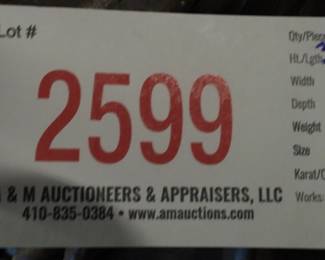 Lot #
2599
& M AUCTIONEERS & APPRAISERS, LLC
410-835-0384 • www.amauctions.com
Qty/Piec
Ht./Lgth
Width
Depth
Weight
Size
Karat/C
Works